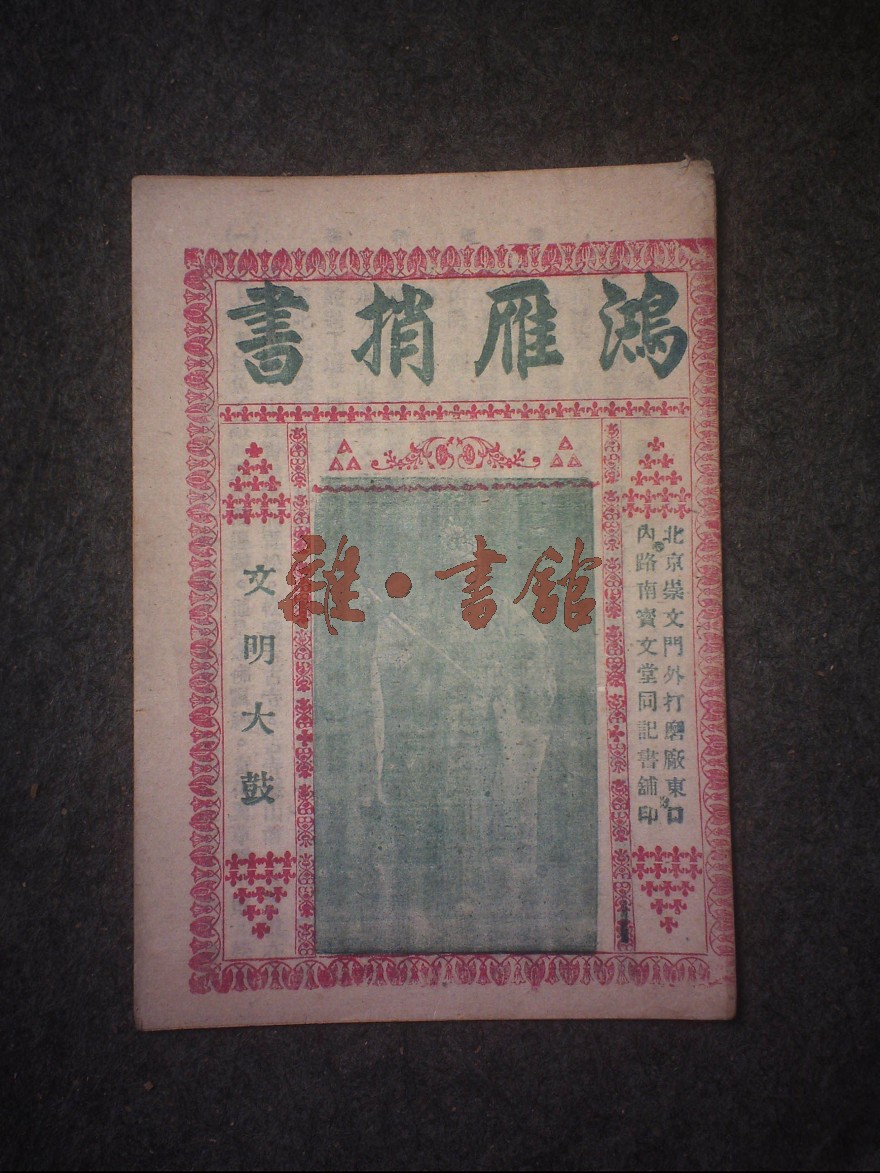 鴻雁捎書
北京崇文門外打磨廠東口
內路南寳文堂同記書舖印
文明大鼓
雜·書館